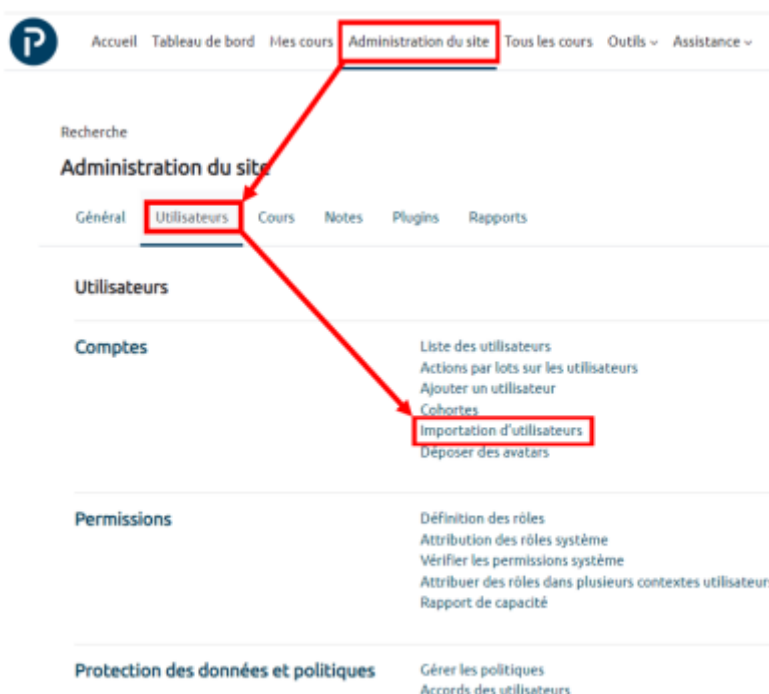 Accueil Tableau de bord Mes cours Administration du site Tous les cours Outils Assistance
Recherche
Administration du site
Général Utilisateurs Cours Notes Plugins Rapports
Utilisateurs
Comptes
Liste des utilisateurs
Actions par lots sur les utilisateurs
Ajouter un utilisateur
Cohortes
Importation d'utilisateurs
Déposer des avatars
Permissions
Définition des rôles
Attribution des rôles système
Vérifier les permissions système
Attribuer des rôles dans plusieurs contextes utilisateurs
Rapport de capacité
Protection des données et politiques
Gérer les politiques
Accords des utilisateurs